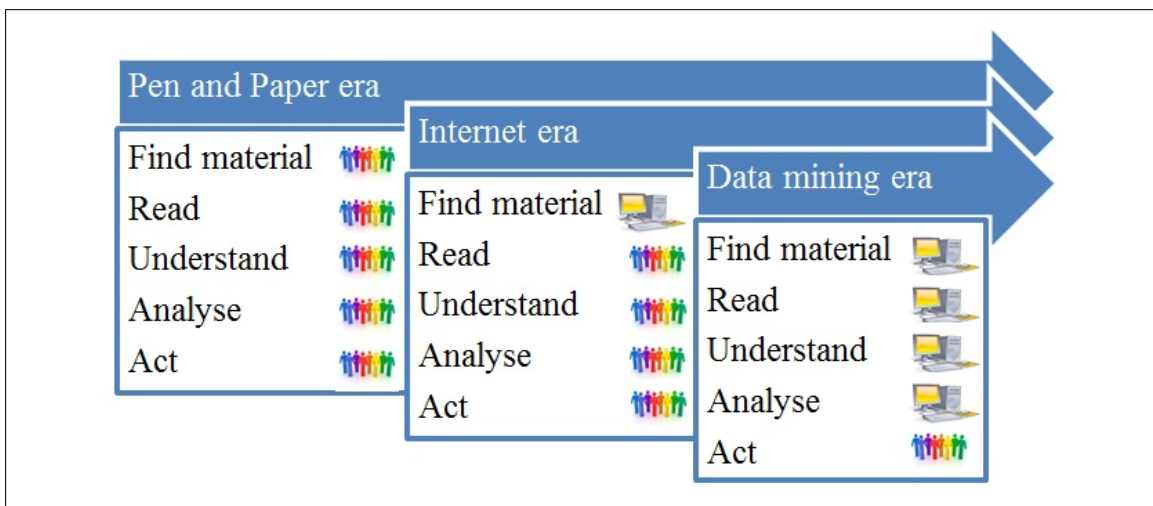 Pen and Paper era
Find material
Read
Understand
Analyse
Act
Internet era
Find material
Read
Understand
Analyse
Act
Data mining era
Find material
Read
Understand
Analyse
Act